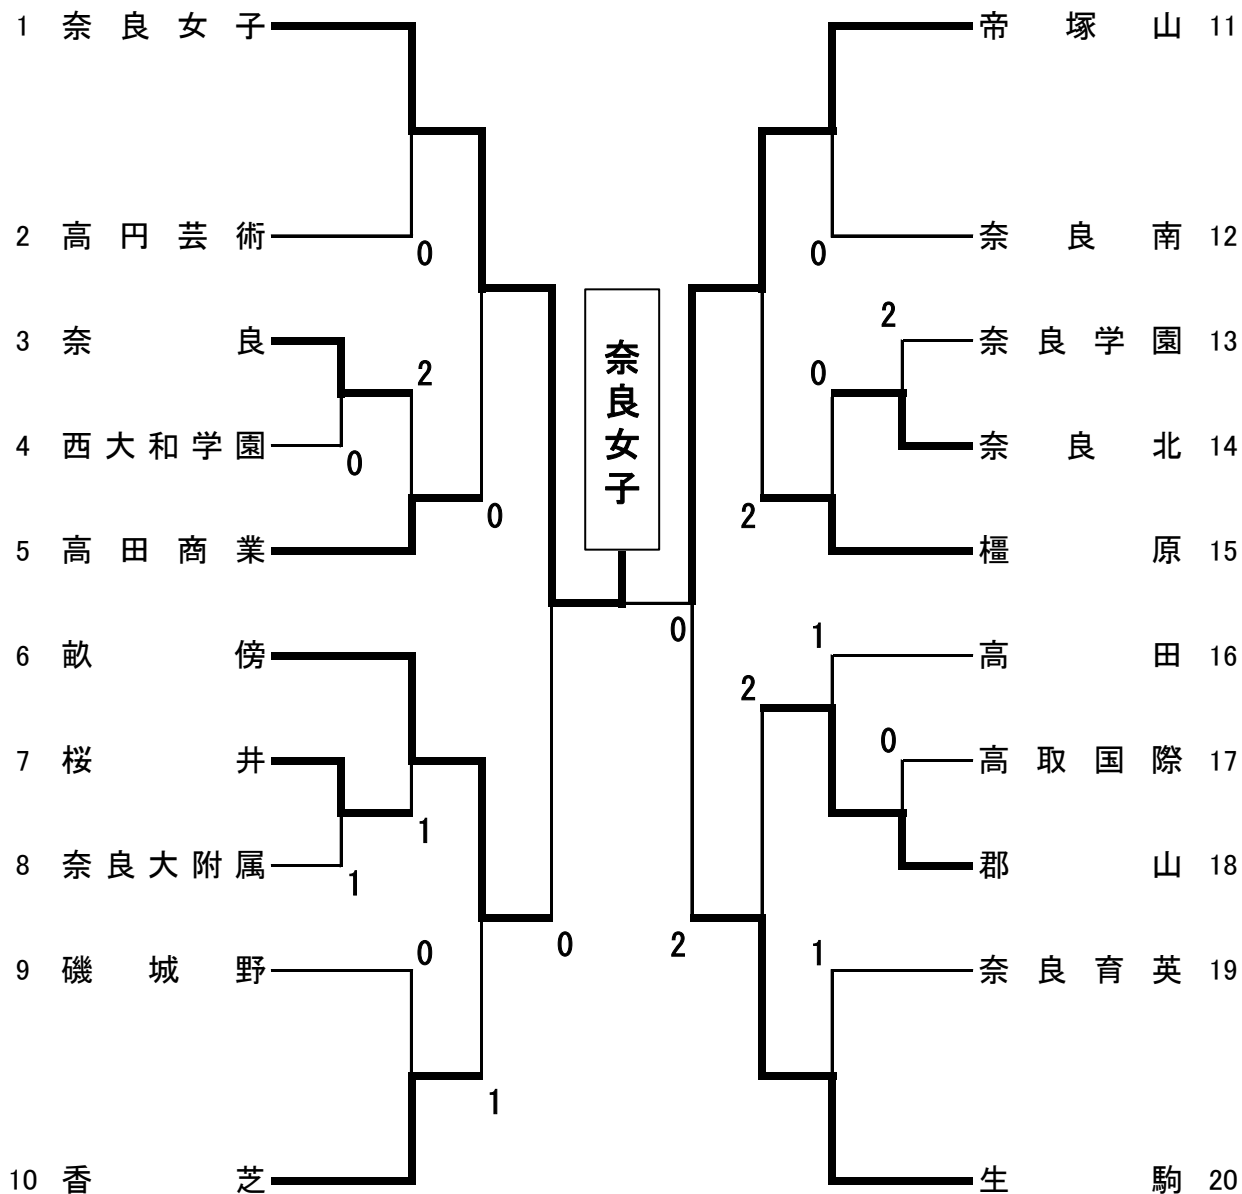 1 奈良女子
2 高円芸術
0
3 奈良
2
4 西大和学園
0
5 高田商業
0
6 畝傍
7 桜井
1
8 奈良大附属
1
9 磯城野
0
0
1
10 香芝
奈良女子
帝塚山 11
奈良南 12
0
2
奈良学園 13
0
奈良北 14
2
橿原 15
0
1
高田 16
2
0
高取国際 17
郡山 18
2
1
奈良育英 19
生駒 20